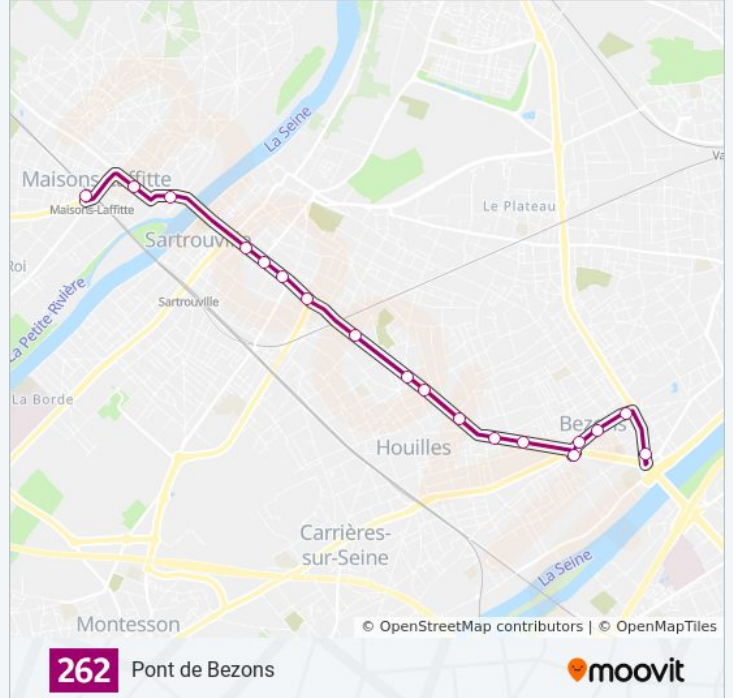 La Seine
Maisons-Laffitte
Maisons-Laffitte
Le Plateau
Va
Sartrouville
Roi
La Petite Rivière
Sartrouville
La Borde
Bezons
Houilles
Carrières-
sur-Seine
La Seine
Montesson
© OpenStreetMap contributors | © OpenMapTiles
262 Pont de Bezons
moovit